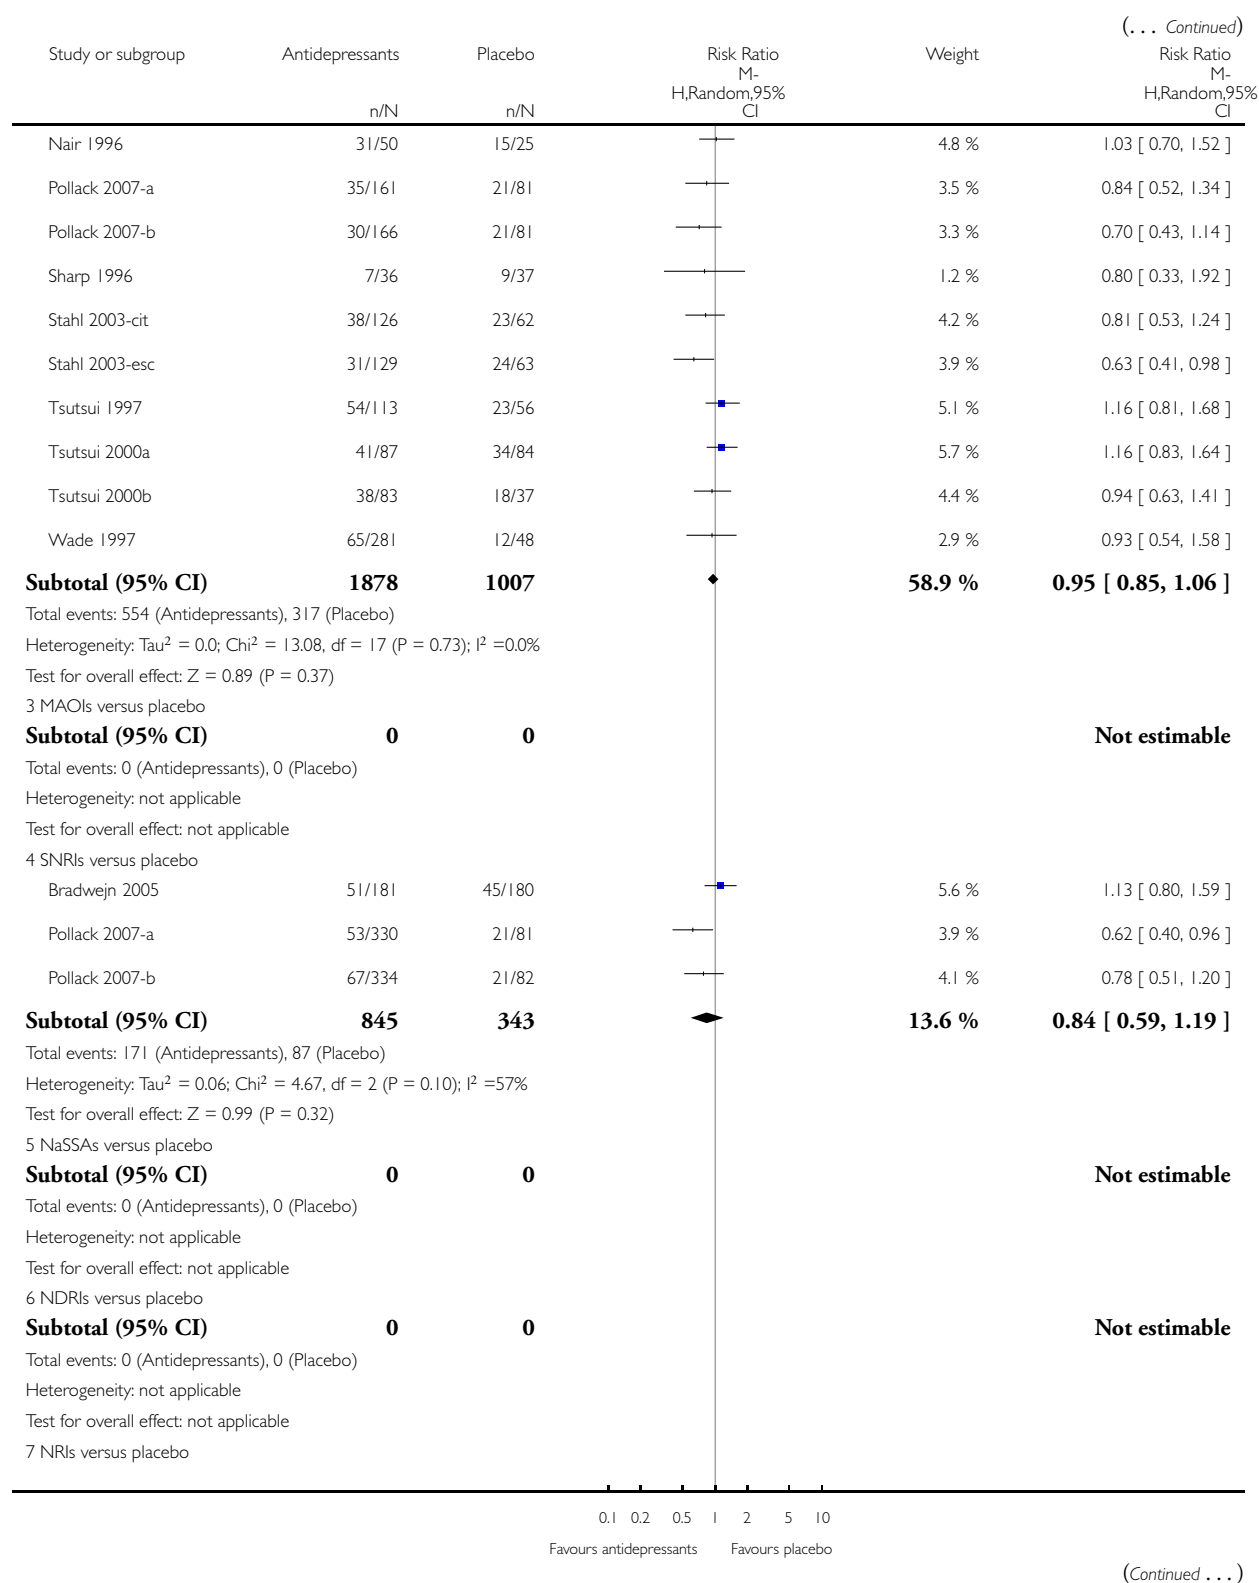 (... Continued)
Study or subgroup Antidepressants Placebo Risk Ratio Weight Risk Ratio
M- M-
H,Random,95% H,Random,95%
n/N n/N CI CI
Nair 1996 31/50 15/25 4.8 % 1.03 [ 0.70, 1.52 ]
Pollack 2007-a 35/161 21/81 3.5 % 0.84 [ 0.52, 1.34 ]
Pollack 2007-b 30/166 21/81 3.3 % 0.70 [ 0.43, 1.14 ]
Sharp 1996 7/36 9/37 1.2 % 0.80 [ 0.33, 1.92 ]
Stahl 2003-cit 38/126 23/62 4.2 % 0.81 [ 0.53, 1.24 ]
Stahl 2003-esc 31/129 24/63 3.9 % 0.63 [ 0.41, 0.98 ]
Tsutsui 1997 54/113 23/56 5.1 % 1.16 [ 0.81, 1.68 ]
Tsutsui 2000a 41/87 34/84 5.7 % 1.16 [ 0.83, 1.64 ]
Tsutsui 2000b 38/83 18/37 4.4 % 0.94 [ 0.63, 1.41 ]
Wade 1997 65/281 12/48 2.9 % 0.93 [ 0.54, 1.58 ]
Subtotal (95% CI) 1878 1007 58.9 % 0.95 [ 0.85, 1.06 ]
Total events: 554 (Antidepressants), 317 (Placebo)
Heterogeneity: Tau² = 0.0; Chi² = 13.08, df = 17 (P = 0.73); I² =0.0%
Test for overall effect: Z = 0.89 (P = 0.37)
3 MAOIs versus placebo
Subtotal (95% CI) 0 0 Not estimable
Total events: 0 (Antidepressants), 0 (Placebo)
Heterogeneity: not applicable
Test for overall effect: not applicable
4 SNRIs versus placebo
Bradwejn 2005 51/181 45/180 5.6 % 1.13 [ 0.80, 1.59 ]
Pollack 2007-a 53/330 21/81 3.9 % 0.62 [ 0.40, 0.96 ]
Pollack 2007-b 67/334 21/82 4.1 % 0.78 [ 0.51, 1.20 ]
Subtotal (95% CI) 845 343 13.6 % 0.84 [ 0.59, 1.19 ]
Total events: 171 (Antidepressants), 87 (Placebo)
Heterogeneity: Tau² = 0.06; Chi² = 4.67, df = 2 (P = 0.10); I² =57%
Test for overall effect: Z = 0.99 (P = 0.32)
5 NaSSAs versus placebo
Subtotal (95% CI) 0 0 Not estimable
Total events: 0 (Antidepressants), 0 (Placebo)
Heterogeneity: not applicable
Test for overall effect: not applicable
6 NDRIs versus placebo
Subtotal (95% CI) 0 0 Not estimable
Total events: 0 (Antidepressants), 0 (Placebo)
Heterogeneity: not applicable
Test for overall effect: not applicable
7 NRIs versus placebo
0.1 0.2 0.5 1 2 5 10
Favours antidepressants Favours placebo
(Continued ...)